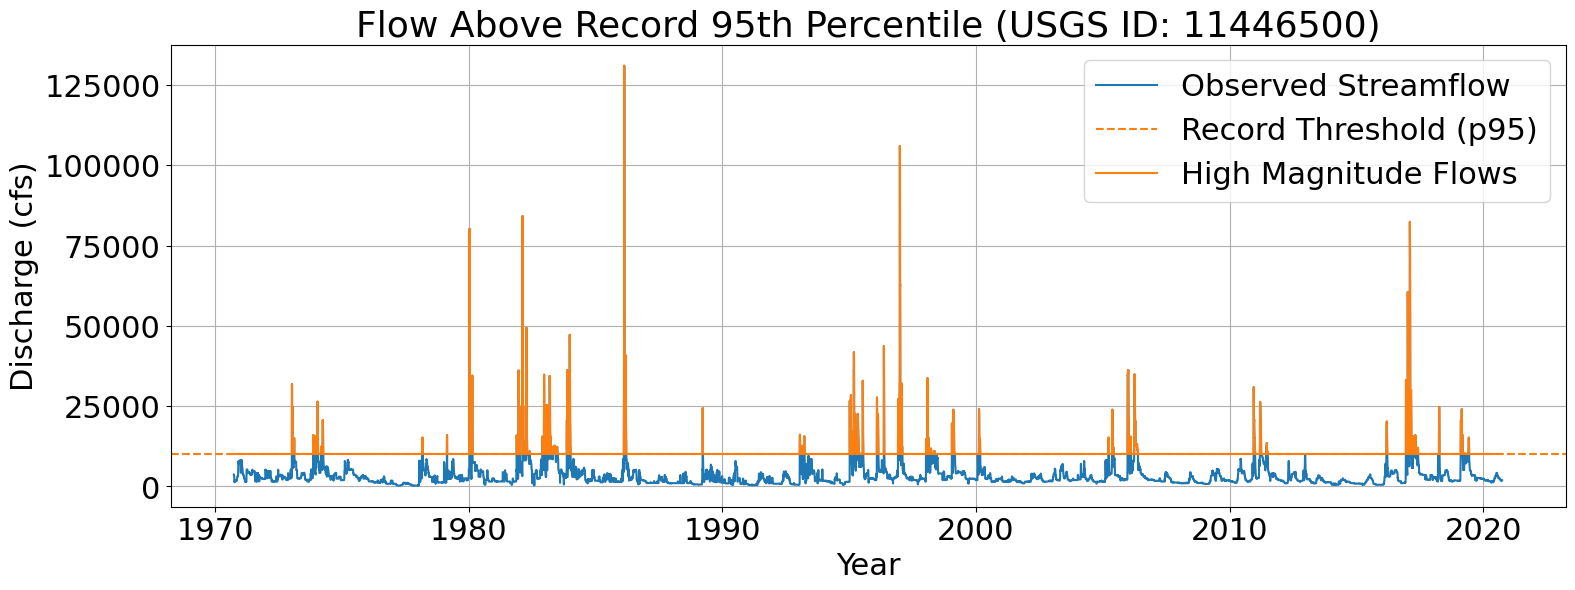 Flow Above Record 95th Percentile (USGS ID: 11446500)
125000
100000
75000
50000
25000
0
Discharge (cfs)
Observed Streamflow
Record Threshold (p95)
High Magnitude Flows
1970 1980 1990 2000 2010 2020
Year